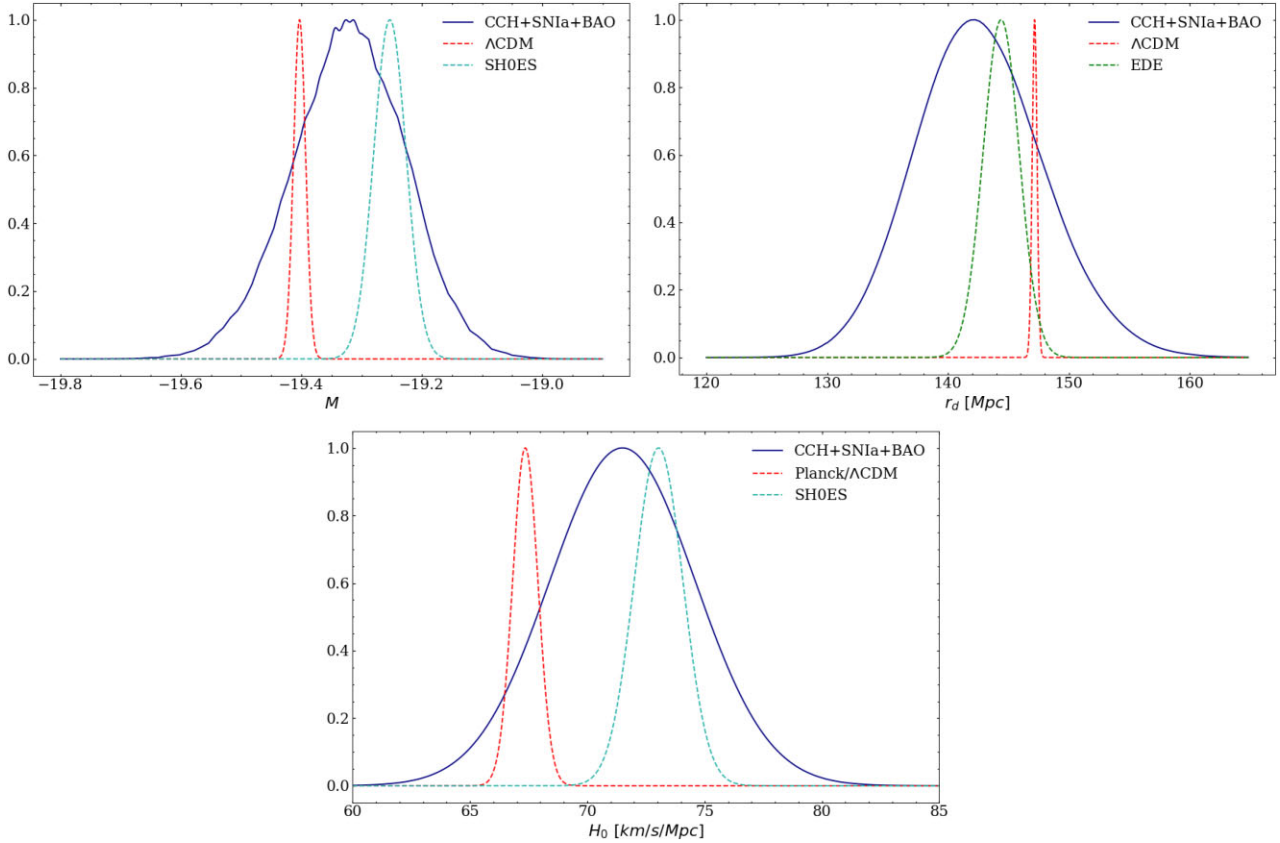 1.0
0.8
0.6
0.4
0.2
0.0
CCH+SNIa+BAO
ΛCDM
SH0ES
−19.8 −19.6 −19.4 −19.2 −19.0
M
1.0
0.8
0.6
0.4
0.2
0.0
CCH+SNIa+BAO
ΛCDM
EDE
120 130 140 150 160
r_d [Mpc]
1.0
0.8
0.6
0.4
0.2
0.0
CCH+SNIa+BAO
Planck/ΛCDM
SH0ES
60 65 70 75 80 85
H_0 [km/s/Mpc]